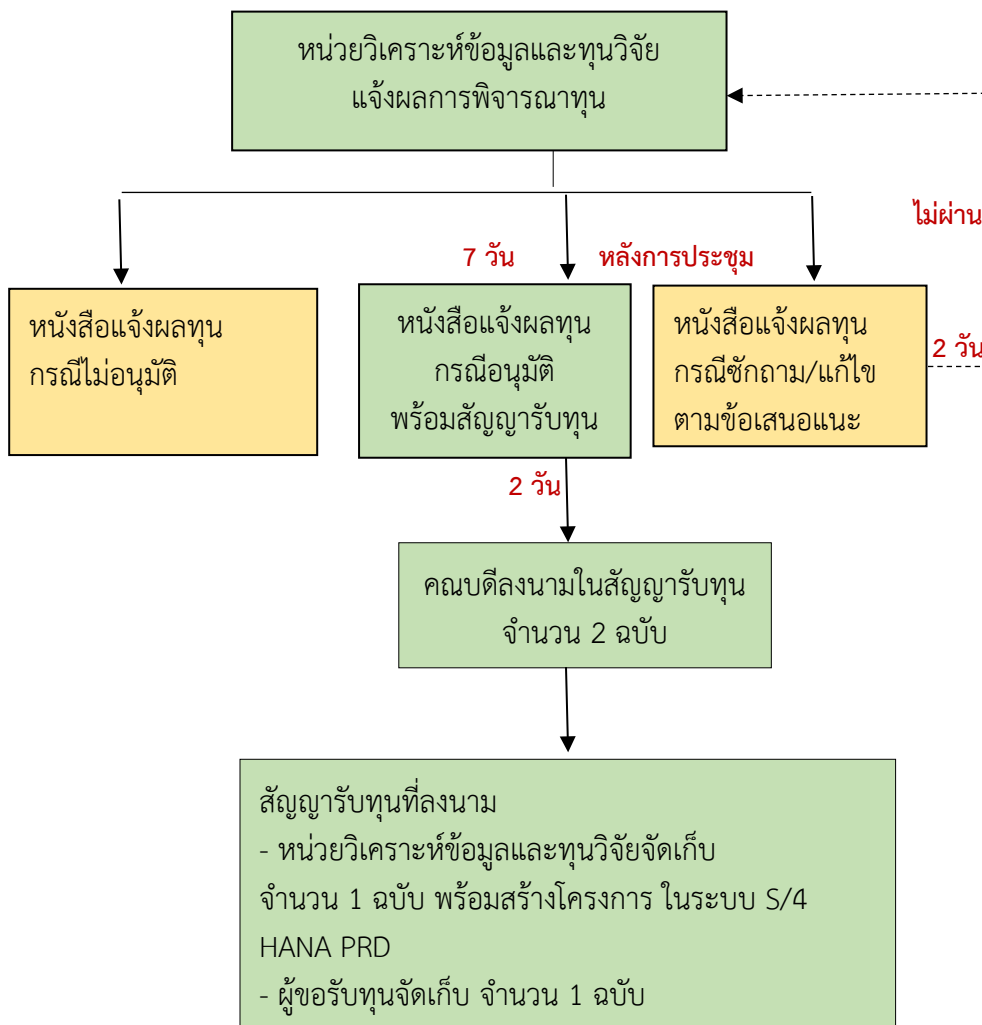 หน่วยวิเคราะห์ข้อมูลและทุนวิจัย
แจ้งผลการพิจารณาทุน
ไม่ผ่าน
7 วัน หลังการประชุม
หนังสือแจ้งผลทุน
กรณีไม่อนุมัติ
หนังสือแจ้งผลทุน
กรณีอนุมัติ
พร้อมสัญญารับทุน
หนังสือแจ้งผลทุน
กรณีซักถาม/แก้ไข
ตามข้อเสนอแนะ
2 วัน
2 วัน
คณบดีลงนามในสัญญารับทุน
จำนวน 2 ฉบับ
สัญญารับทุนที่ลงนาม
- หน่วยวิเคราะห์ข้อมูลและทุนวิจัยจัดเก็บ
จำนวน 1 ฉบับ พร้อมสร้างโครงการ ในระบบ S/4
HANA PRD
- ผู้ขอรับทุนจัดเก็บ จำนวน 1 ฉบับ